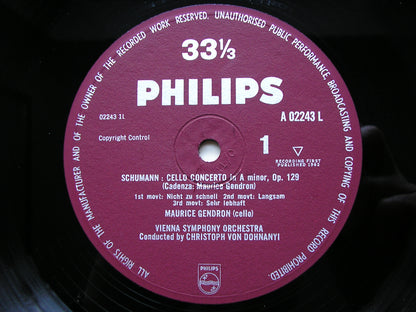 ALL RIGHTS OF THE MANUFACTURER AND OF THE OWNER OF THE RECORDED WORK RESERVED. UNAUTHORISED PUBLIC PERFORMANCE, BROADCASTING AND COPYING OF THIS RECORD PROHIBITED.
33⅓
PHILIPS
02243 1L
A 02243 L
Copyright Control
1
RECORDING FIRST
PUBLISHED 1962
SCHUMANN : CELLO CONCERTO in A minor, Op. 129
(Cadenza: Maurice Gendron)
1st movt: Nicht zu schnell 2nd movt: Langsam
3rd movt: Sehr lebhaft
MAURICE GENDRON (cello)
VIENNA SYMPHONY ORCHESTRA
Conducted by CHRISTOPH VON DOHNANYI
PHILIPS